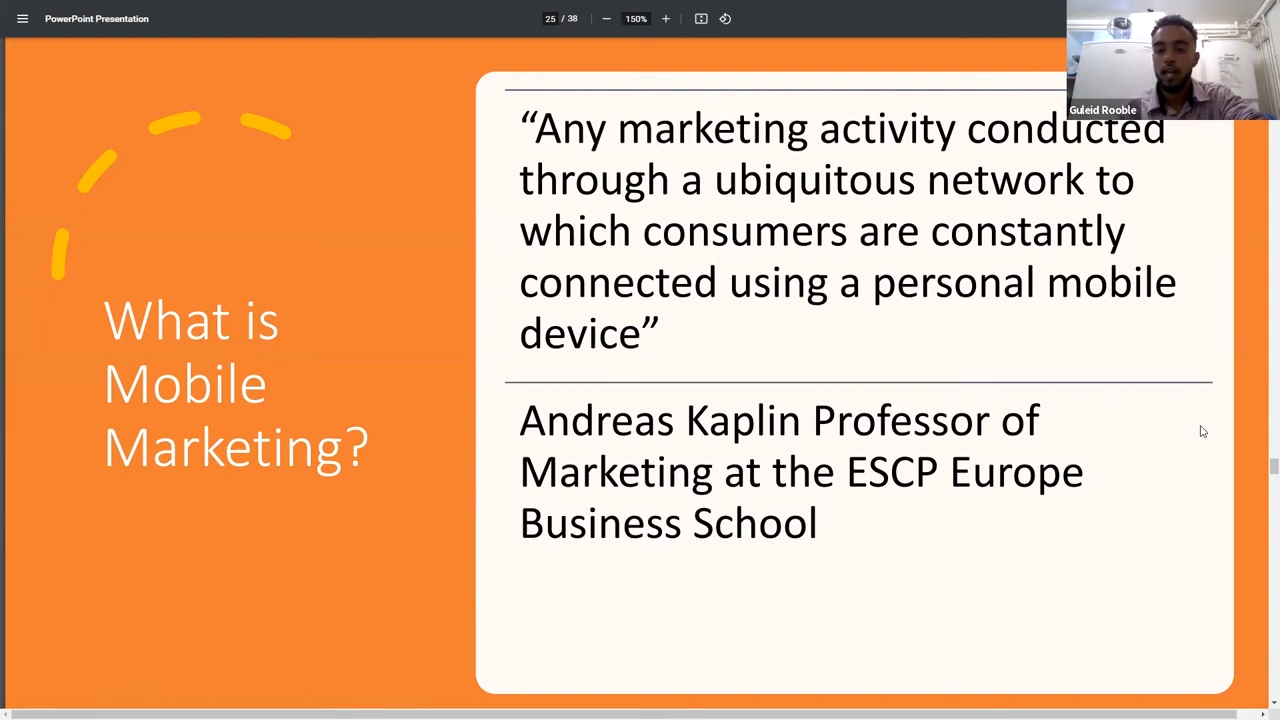 PowerPoint Presentation
25 / 38
150%
Guleid Rooble
What is
Mobile
Marketing?
“Any marketing activity conducted
through a ubiquitous network to
which consumers are constantly
connected using a personal mobile
device”
Andreas Kaplin Professor of
Marketing at the ESCP Europe
Business School